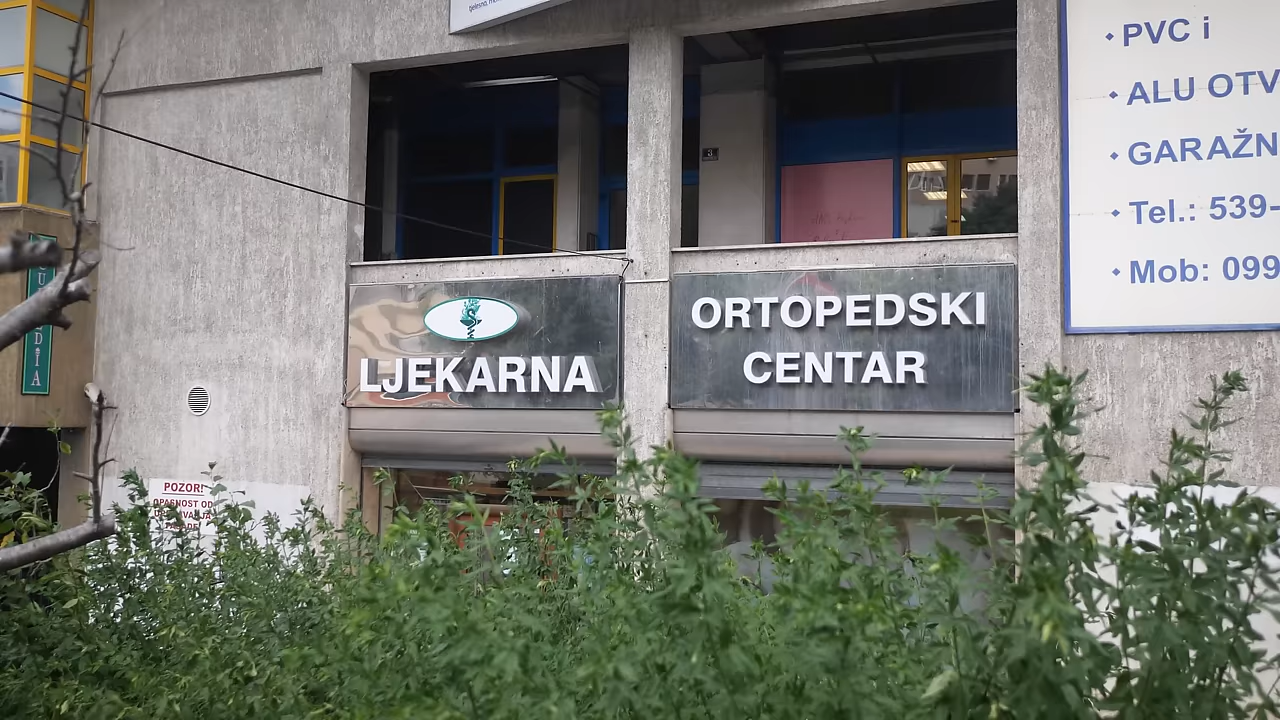 LJEKARNA
ORTOPEDSKI
CENTAR
PVC i
ALU OTV
GARAŽN
Tel.: 539-
Mob: 099
POZOR!
OPASNOST OD